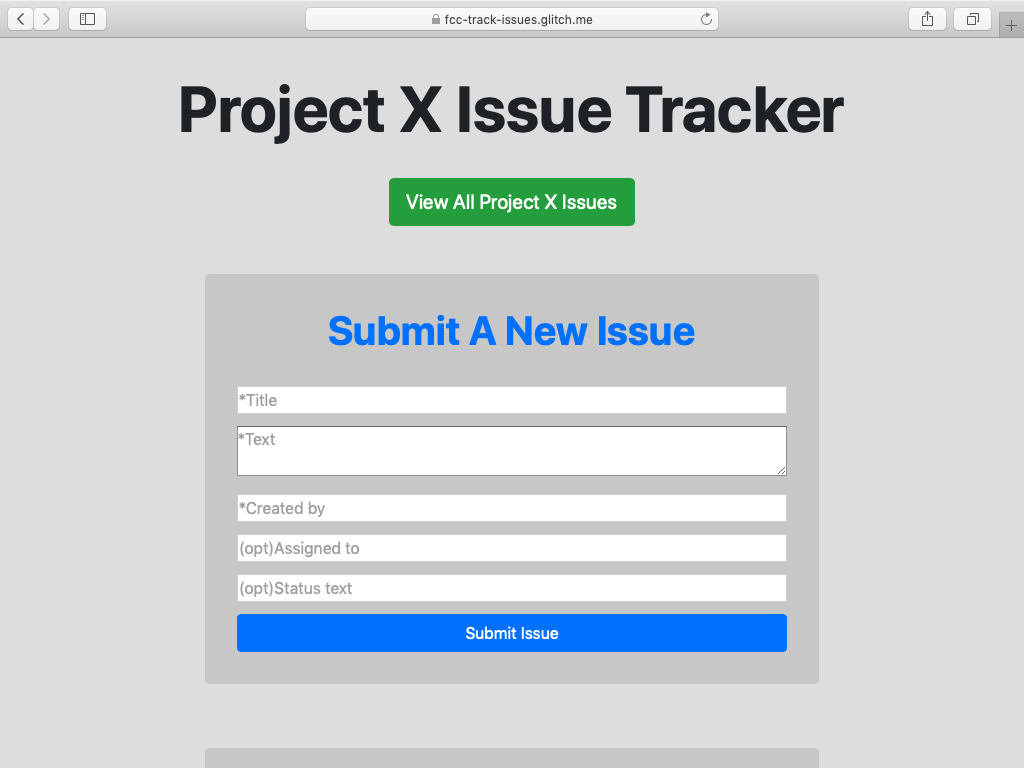 fcc-track-issues.glitch.me
Project X Issue Tracker
View All Project X Issues
Submit A New Issue
*Title
*Text
*Created by
(opt)Assigned to
(opt)Status text
Submit Issue